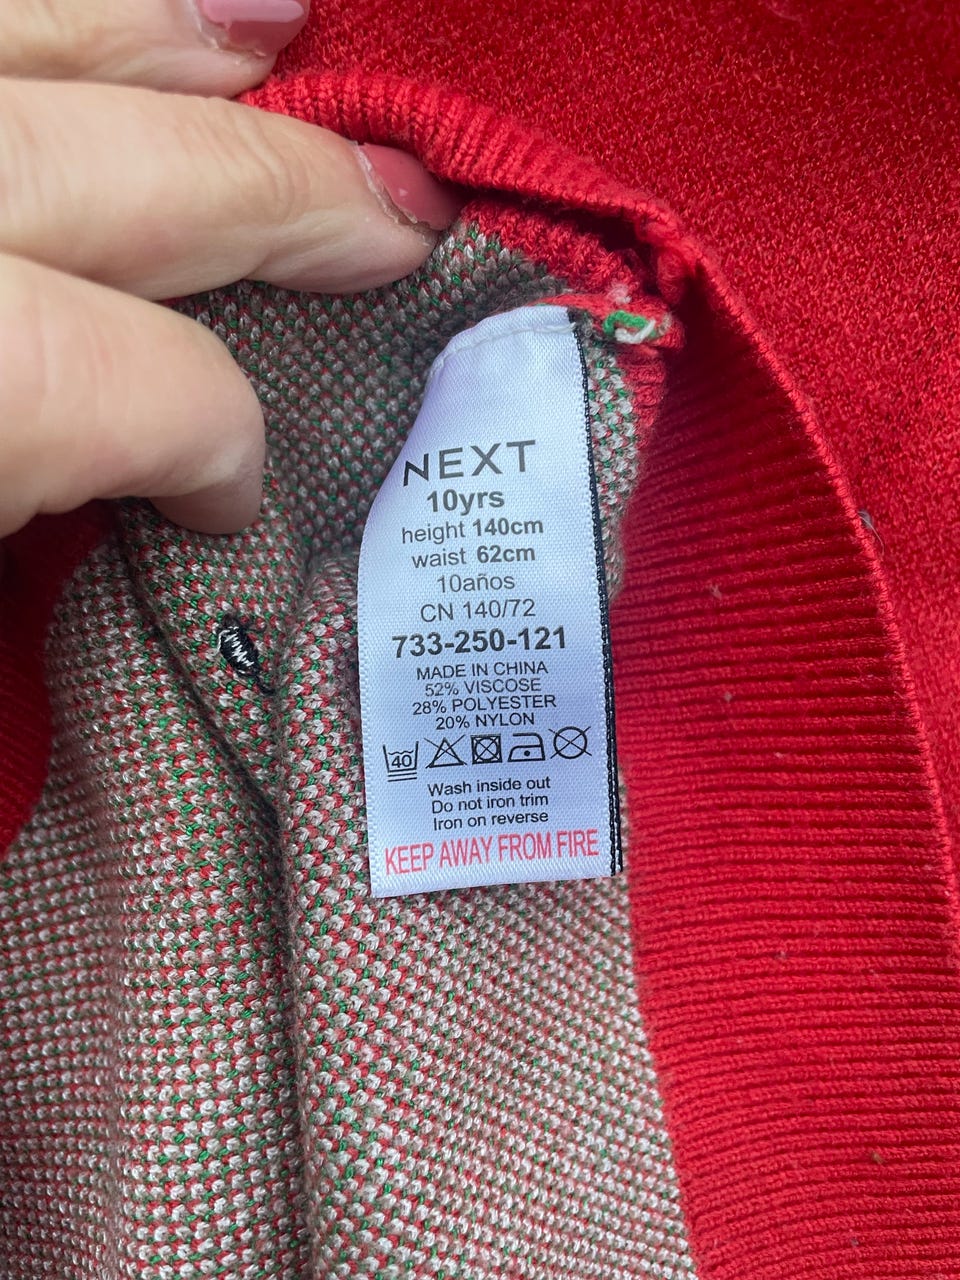 NEXT
10yrs
height 140cm
waist 62cm
10años
CN 140/72
733-250-121
MADE IN CHINA
52% VISCOSE
28% POLYESTER
20% NYLON
40
Wash inside out
Do not iron trim
Iron on reverse
KEEP AWAY FROM FIRE